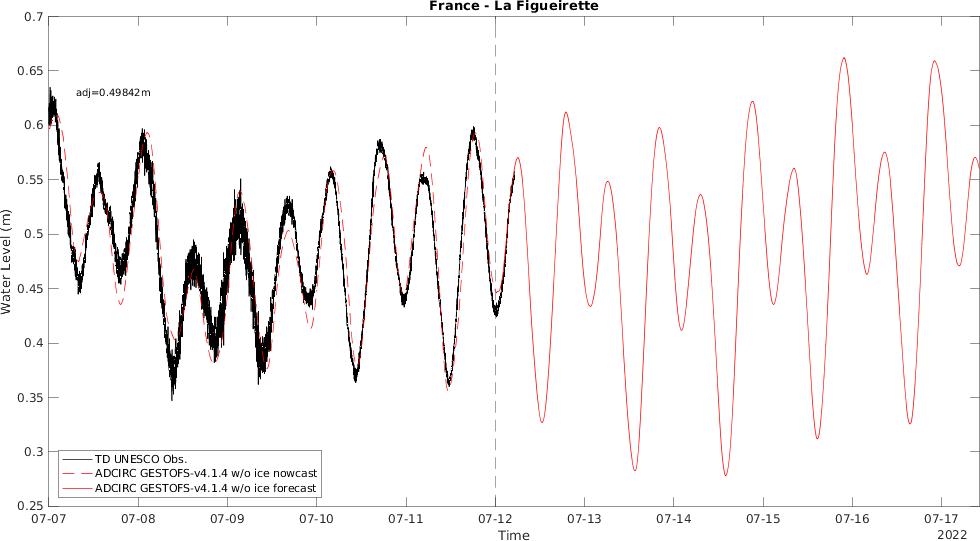 France - La Figueirette
0.7
0.65
0.6
0.55
0.5
0.45
0.4
0.35
0.3
0.25
Water Level (m)
adj=0.49842m
TD UNESCO Obs.
ADCIRC GESTOFS-v4.1.4 w/o ice nowcast
ADCIRC GESTOFS-v4.1.4 w/o ice forecast
07-07 07-08 07-09 07-10 07-11 07-12 07-13 07-14 07-15 07-16 07-17
Time
2022